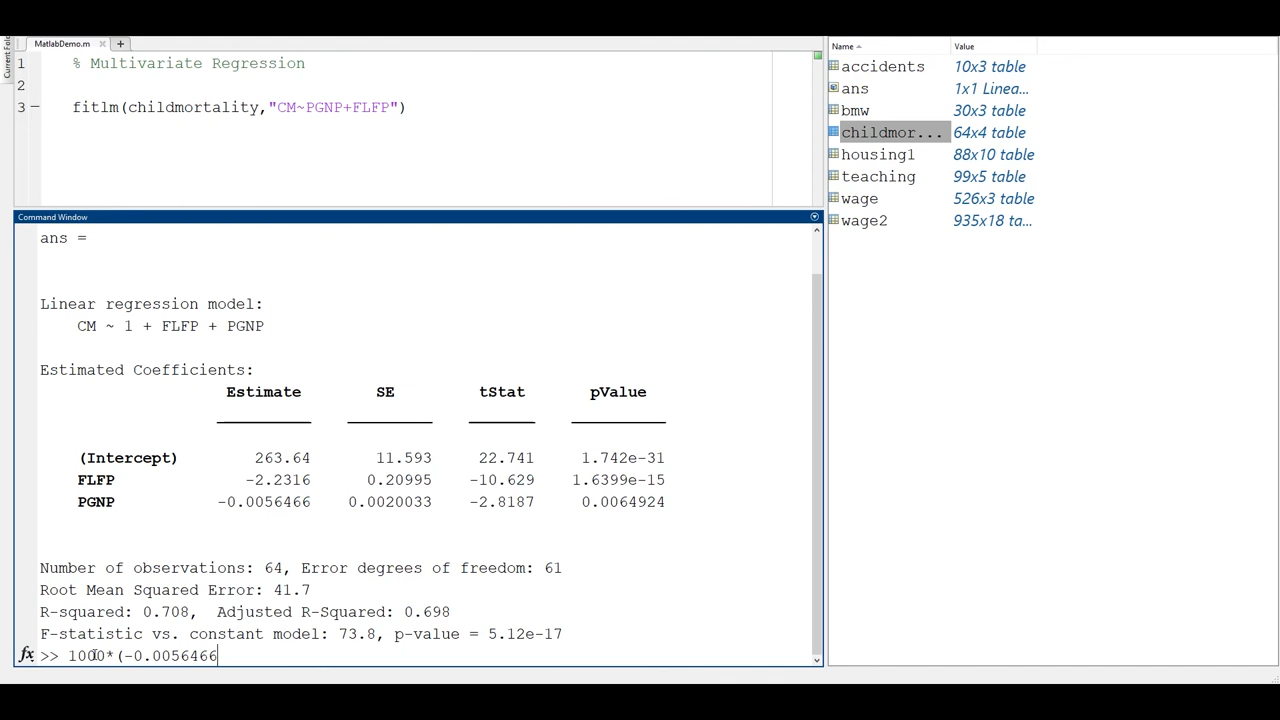 Current Fol
MatlabDemo.m × +
1 % Multivariate Regression
2
3 fitlm(childmortality,"CM~PGNP+FLFP")
Command Window
ans =
Linear regression model:
CM ~ 1 + FLFP + PGNP
Estimated Coefficients:
Estimate SE tStat pValue
(Intercept) 263.64 11.593 22.741 1.742e-31
FLFP -2.2316 0.20995 -10.629 1.6399e-15
PGNP -0.0056466 0.0020033 -2.8187 0.0064924
Number of observations: 64, Error degrees of freedom: 61
Root Mean Squared Error: 41.7
R-squared: 0.708, Adjusted R-Squared: 0.698
F-statistic vs. constant model: 73.8, p-value = 5.12e-17
fx >> 1000*(-0.0056466
Name Value
accidents 10x3 table
ans 1x1 Linea...
bmw 30x3 table
childmor... 64x4 table
housing1 88x10 table
teaching 99x5 table
wage 526x3 table
wage2 935x18 ta...